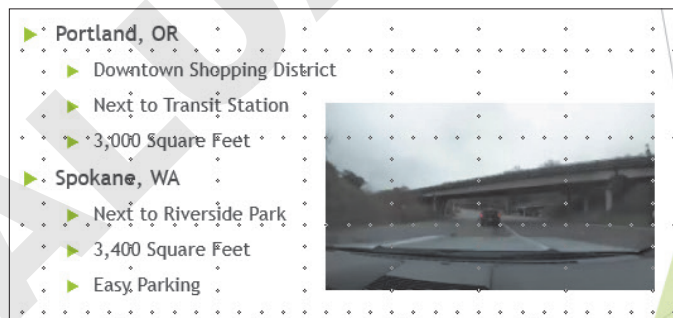 Portland, OR
Downtown Shopping District
Next to Transit Station
3,000 Square Feet
Spokane, WA
Next to Riverside Park
3,400 Square Feet
Easy Parking